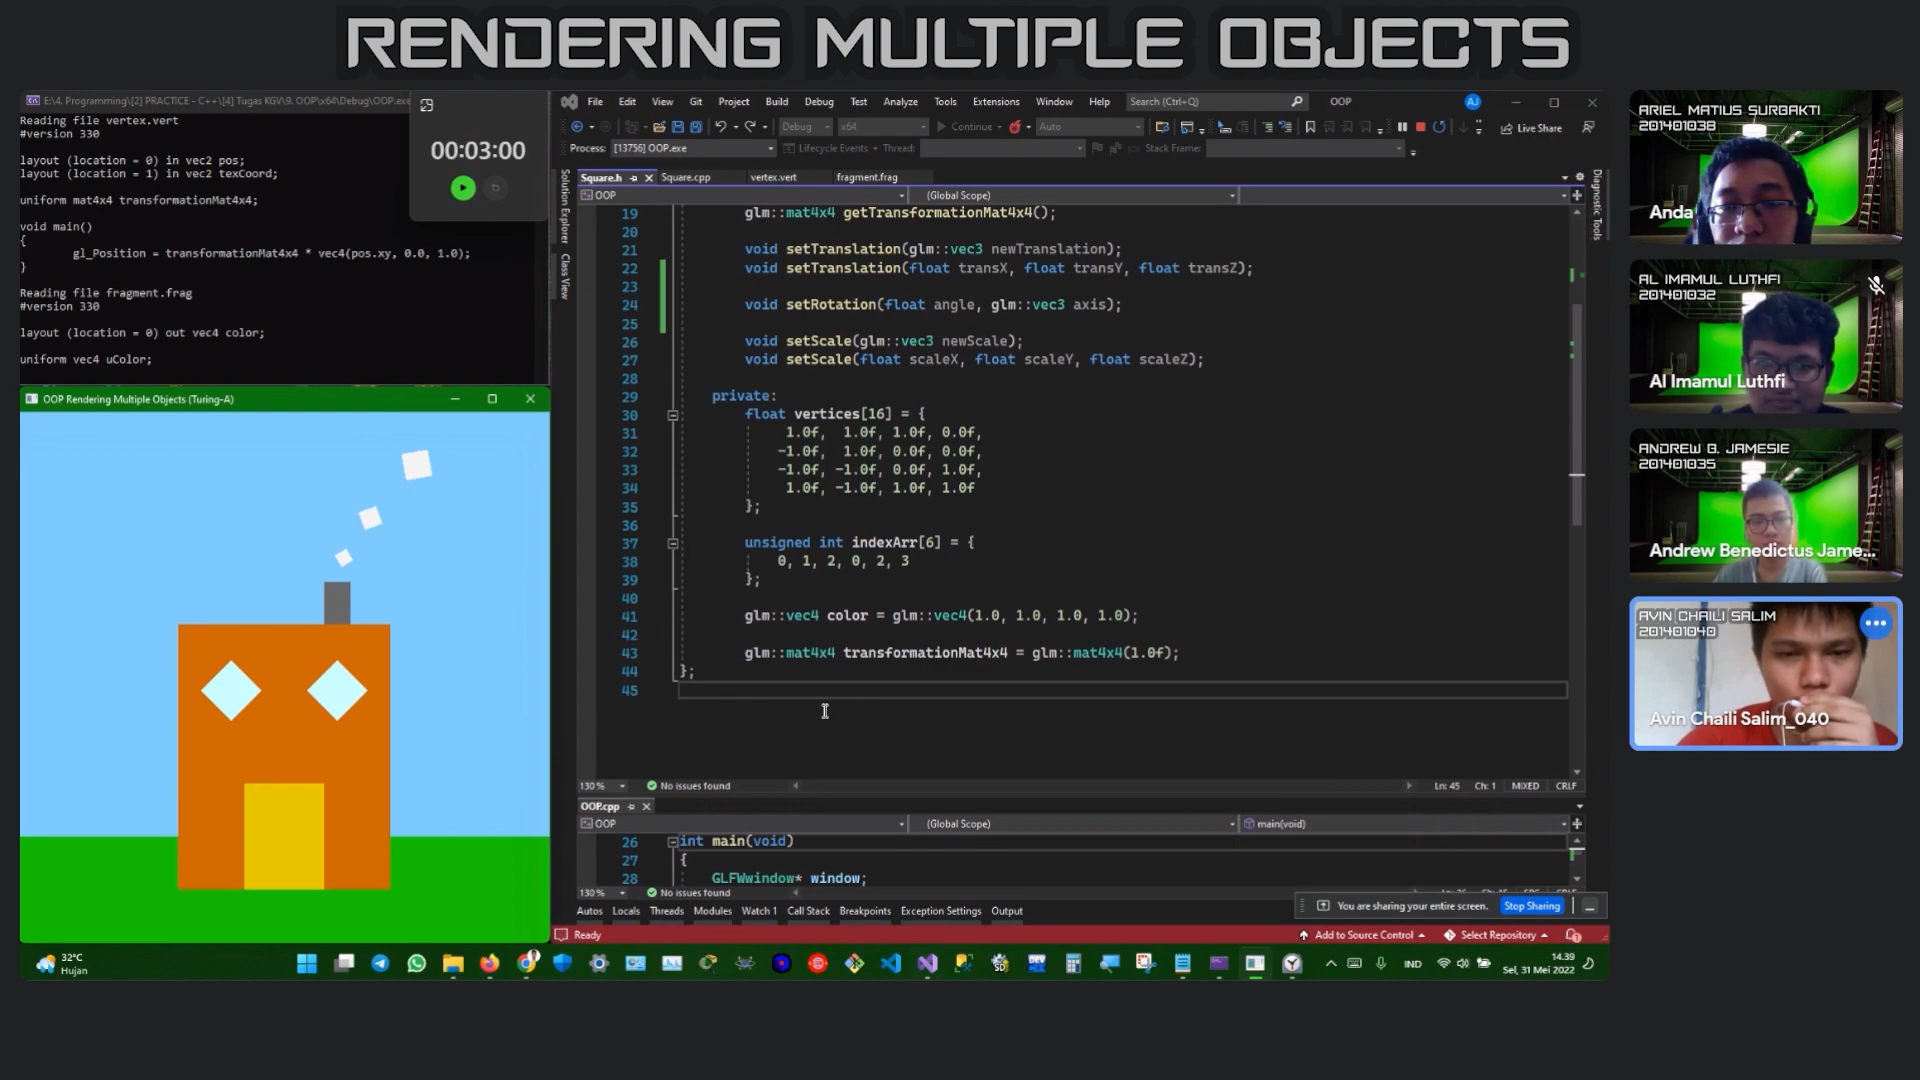 RENDERING MULTIPLE OBJECTS
E:\4. Programming\[2] PRACTICE - C++\[4] Tugas KGV\9. OOP\x64\Debug\OOP.exe
Reading file vertex.vert
#version 330
layout (location = 0) in vec2 pos;
layout (location = 1) in vec2 texCoord;
uniform mat4x4 transformationMat4x4;
void main()
{
gl_Position = transformationMat4x4 * vec4(pos.xy, 0.0, 1.0);
}
Reading file fragment.frag
#version 330
layout (location = 0) out vec4 color;
uniform vec4 uColor;
00:03:00
OOP Rendering Multiple Objects (Turing-A)
File Edit View Git Project Build Debug Test Analyze Tools Extensions Window Help Search (Ctrl+Q) OOP AJ
Debug x64 Continue Auto Live Share
Process: [13756] OOP.exe Lifecycle Events Thread: Stack Frame:
Solution Explorer
Class View
Diagnostic Tools
Square.h Square.cpp vertex.vert fragment.frag
OOP (Global Scope)
19 glm::mat4x4 getTransformationMat4x4();
20
21 void setTranslation(glm::vec3 newTranslation);
22 void setTranslation(float transX, float transY, float transZ);
23
24 void setRotation(float angle, glm::vec3 axis);
25
26 void setScale(glm::vec3 newScale);
27 void setScale(float scaleX, float scaleY, float scaleZ);
28
29 private:
30 float vertices[16] = {
31 1.0f, 1.0f, 1.0f, 0.0f,
32 -1.0f, 1.0f, 0.0f, 0.0f,
33 -1.0f, -1.0f, 0.0f, 1.0f,
34 1.0f, -1.0f, 1.0f, 1.0f
35 };
36
37 unsigned int indexArr[6] = {
38 0, 1, 2, 0, 2, 3
39 };
40
41 glm::vec4 color = glm::vec4(1.0, 1.0, 1.0, 1.0);
42
43 glm::mat4x4 transformationMat4x4 = glm::mat4x4(1.0f);
44 };
45
130 % No issues found Ln: 45 Ch: 1 MIXED CRLF
OOP.cpp
OOP (Global Scope) main(void)
26 int main(void)
27 {
28 GLFWwindow* window;
130 % No issues found
Autos Locals Threads Modules Watch 1 Call Stack Breakpoints Exception Settings Output
You are sharing your entire screen. Stop Sharing
Ready Add to Source Control Select Repository
32°C
Hujan
IND
14.39
Sel, 31 Mei 2022
ARIEL MATIUS SURBAKTI
201401038
Anda
AL IMAMUL LUTHFI
201401032
Al Imamul Luthfi
ANDREW B. JAMESIE
201401035
Andrew Benedictus Jame...
AVIN CHAILI SALIM
201401040
Avin Chaili Salim_040